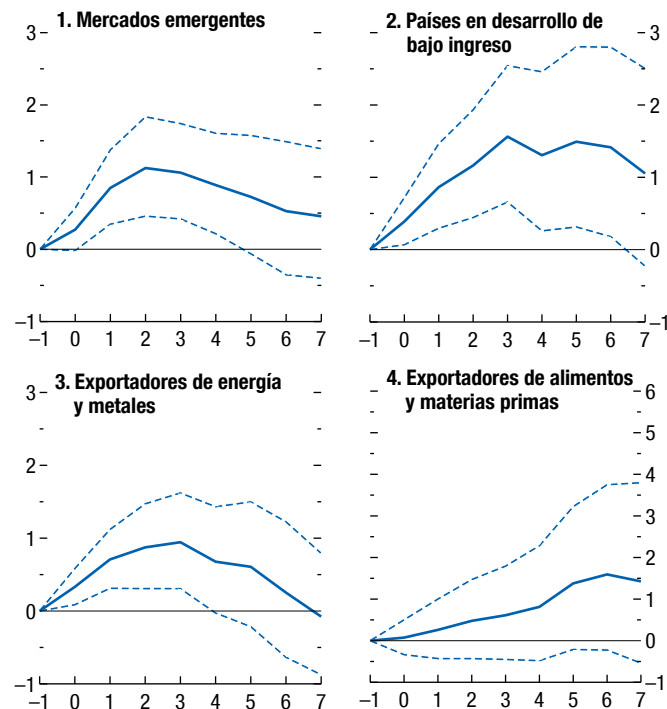 1. Mercados emergentes
3
2
1
0
–1
–1 0 1 2 3 4 5 6 7
2. Países en desarrollo de
bajo ingreso
3
2
1
0
–1
–1 0 1 2 3 4 5 6 7
3. Exportadores de energía
y metales
3
2
1
0
–1
–1 0 1 2 3 4 5 6 7
4. Exportadores de alimentos
y materias primas
6
5
4
3
2
1
0
–1
–1 0 1 2 3 4 5 6 7